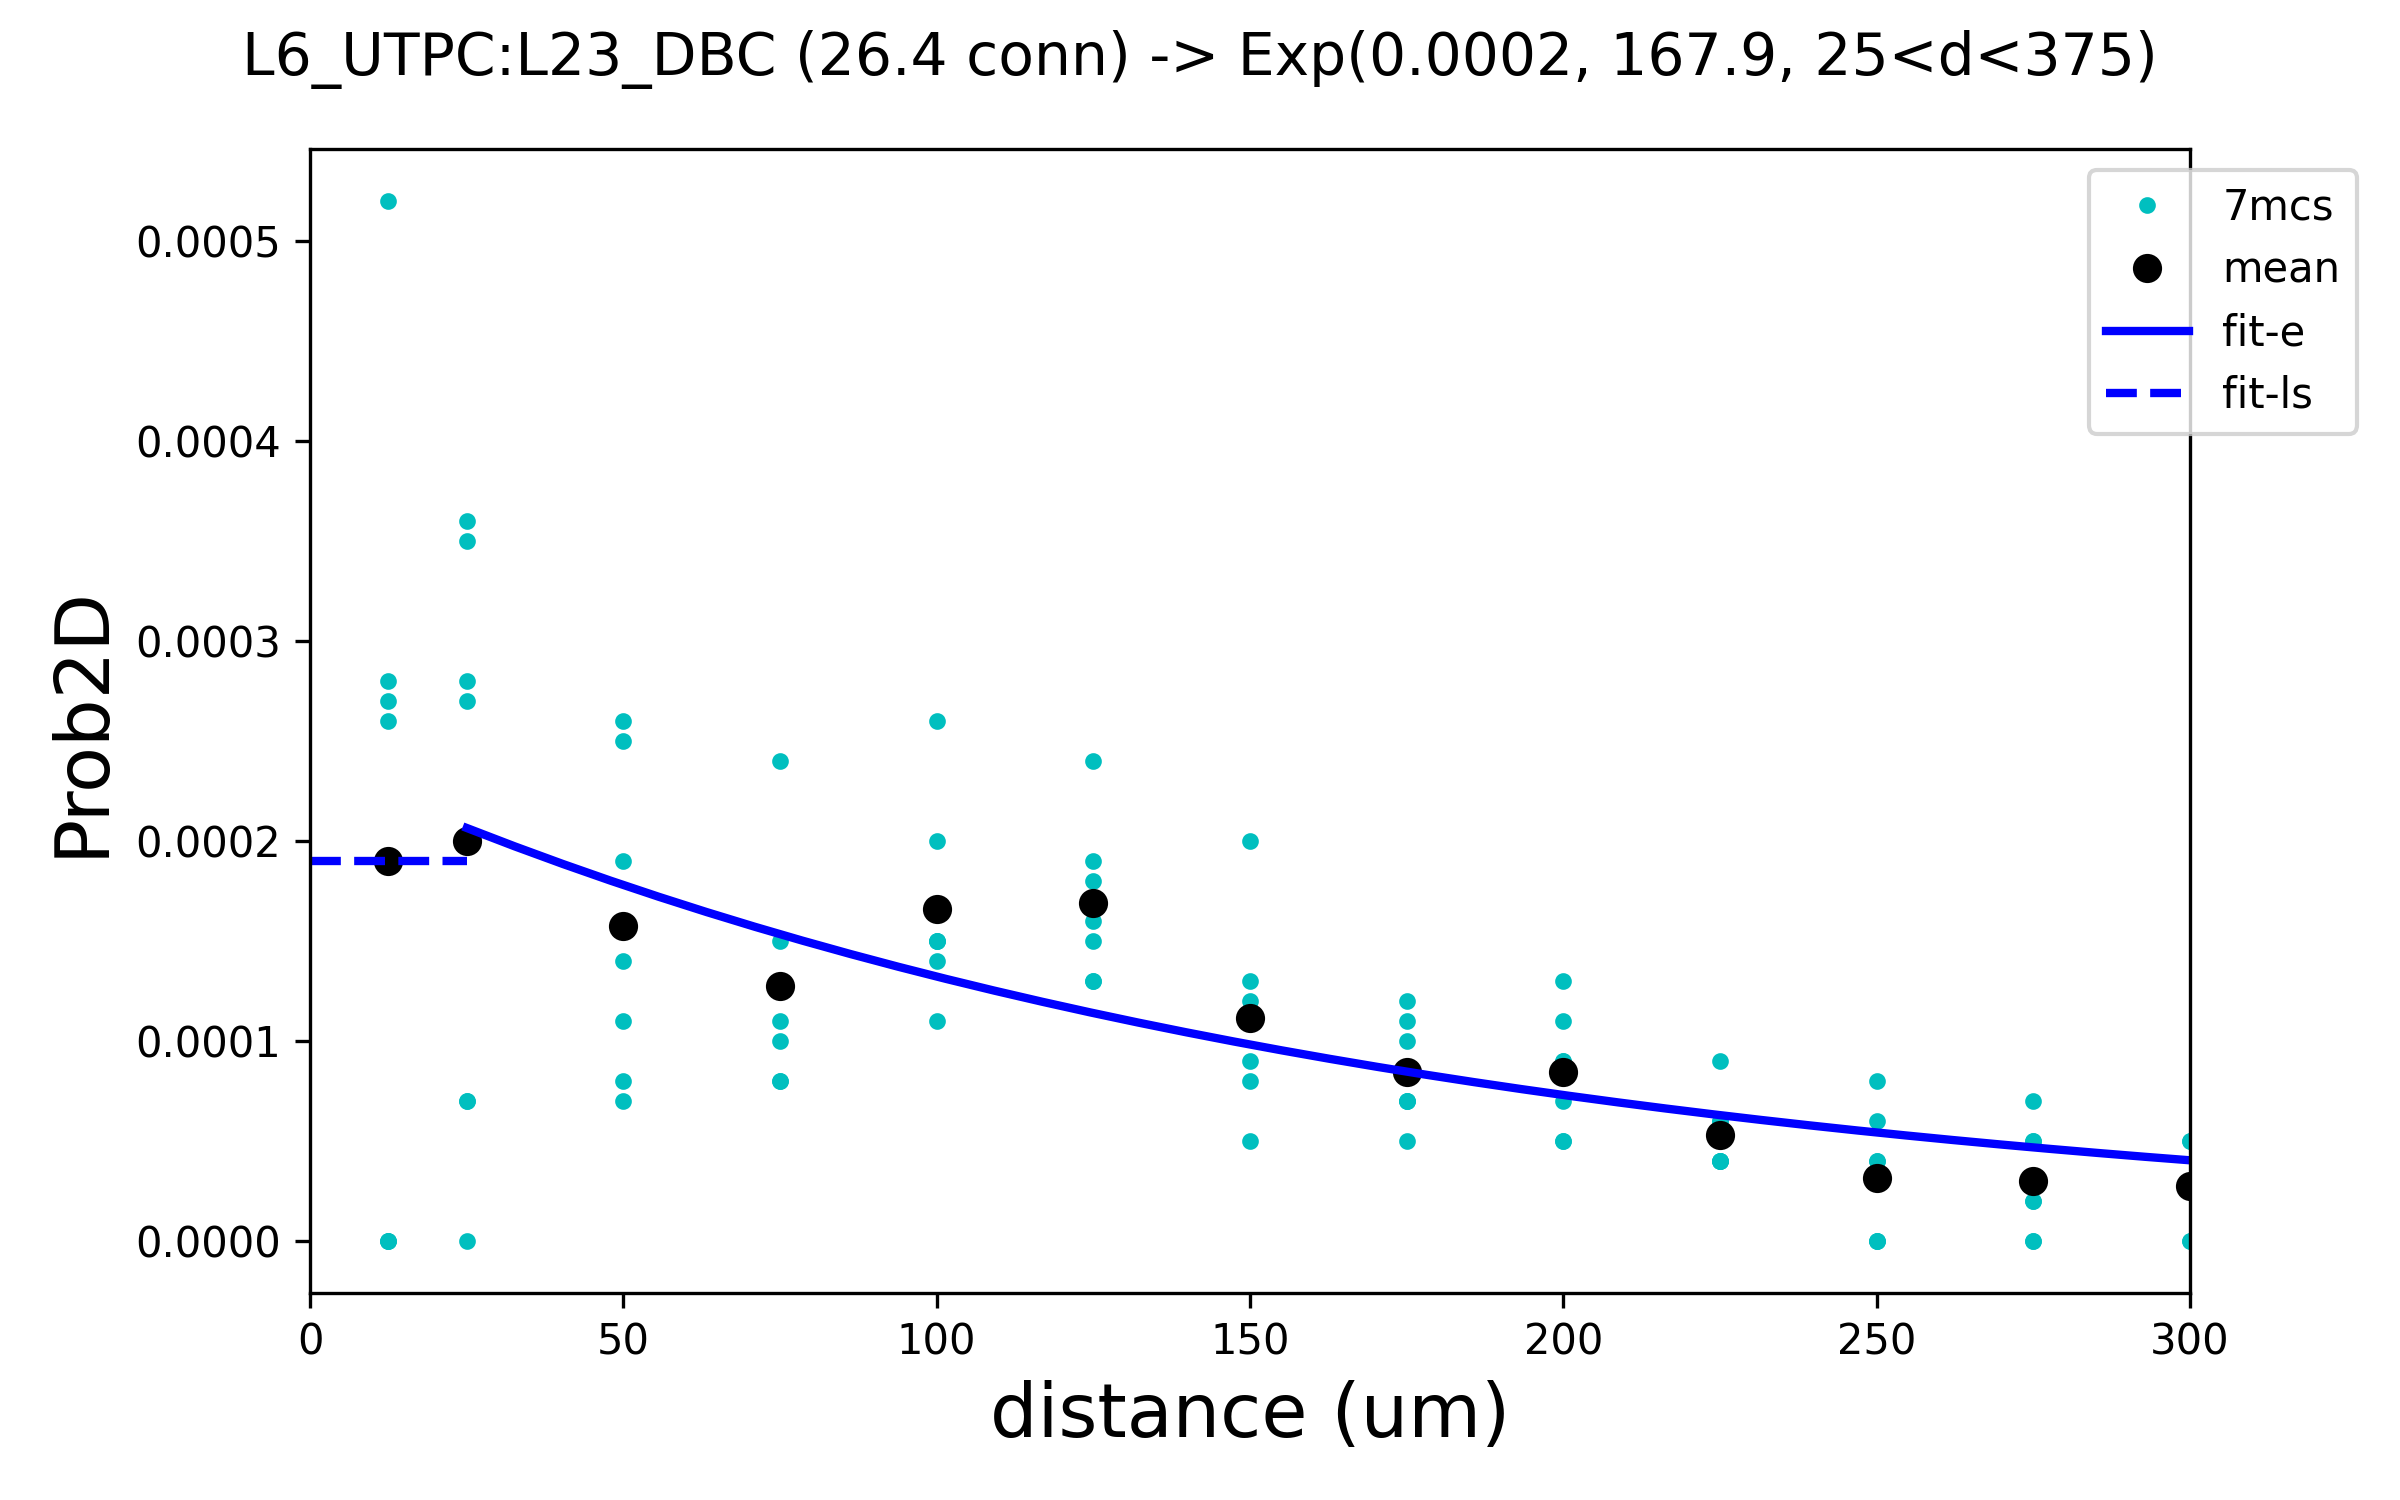 L6_UTPC:L23_DBC (26.4 conn) -> Exp(0.0002, 167.9, 25<d<375)
7mcs
mean
fit-e
fit-ls
Prob2D
0.0005
0.0004
0.0003
0.0002
0.0001
0.0000
0 50 100 150 200 250 300
distance (um)